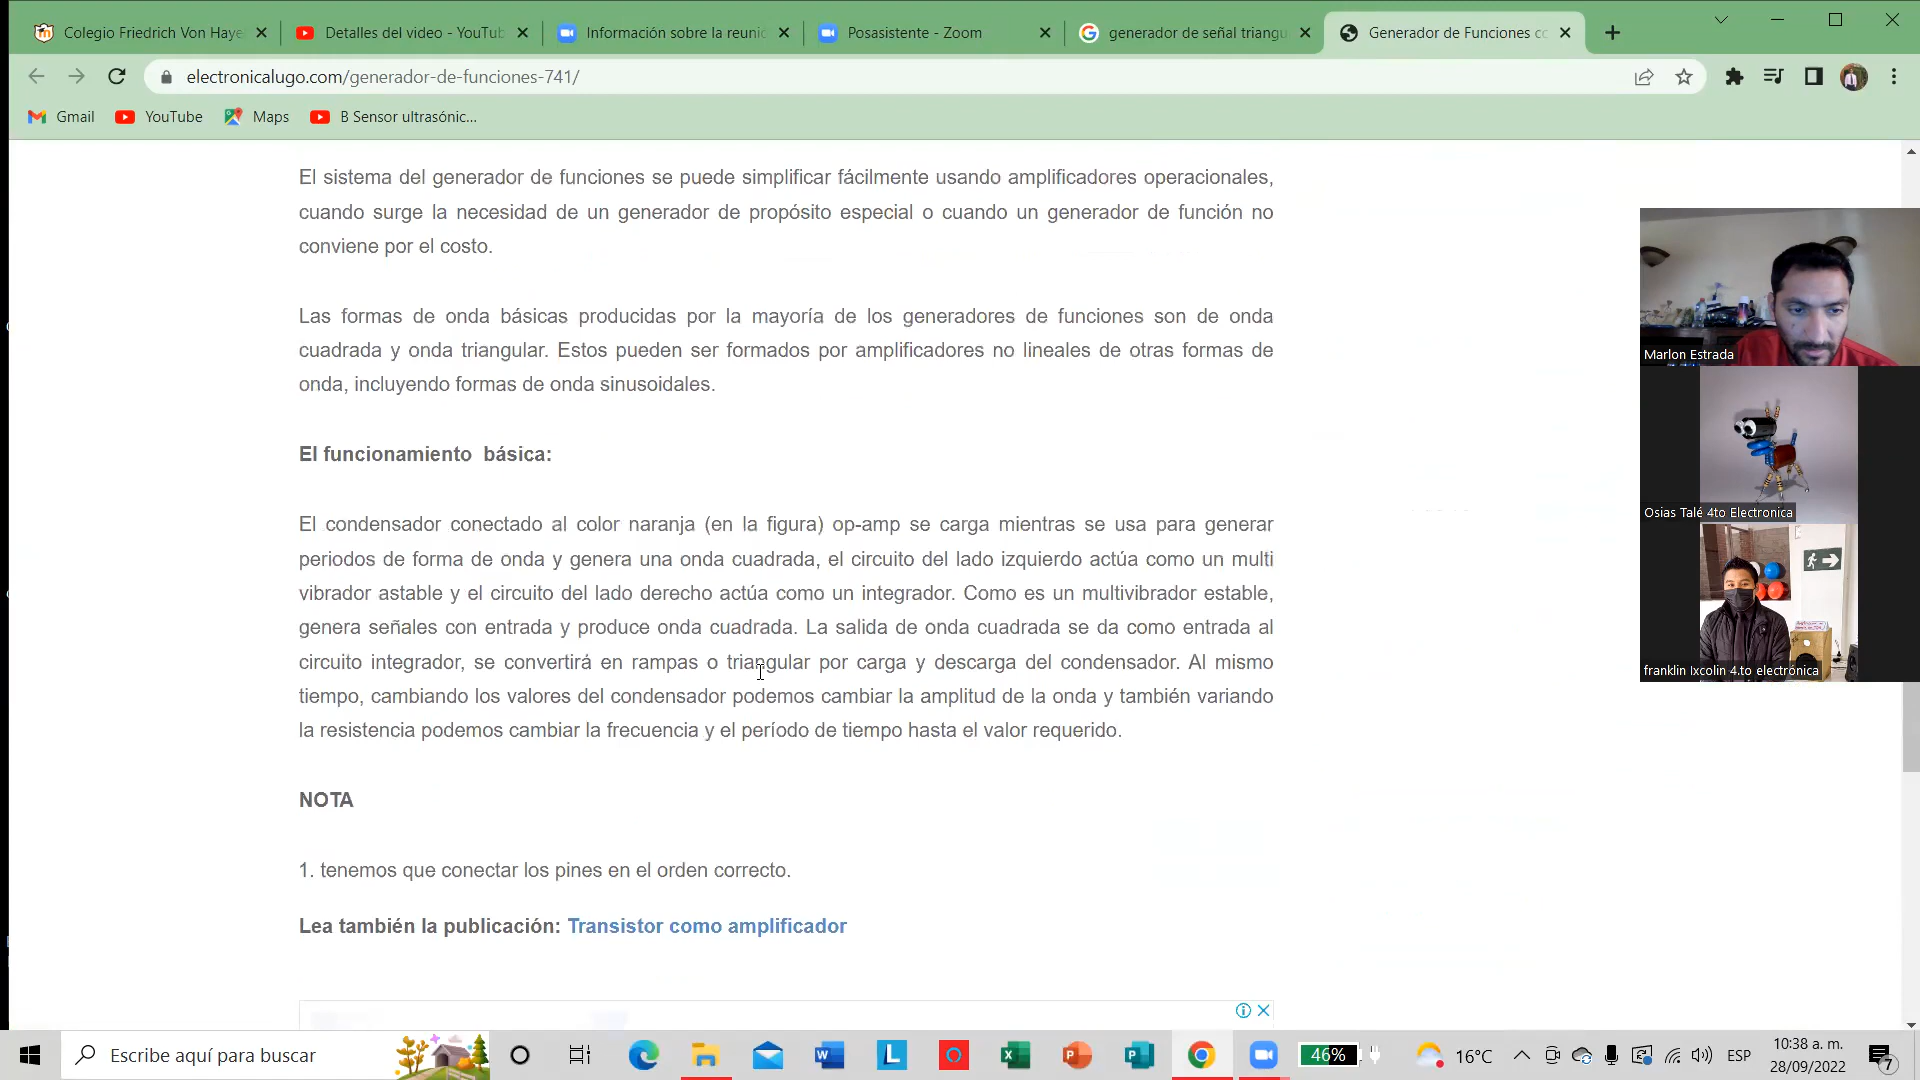 Colegio Friedrich Von Haye
Detalles del video - YouTub
Información sobre la reunic
Posasistente - Zoom
generador de señal triangu
Generador de Funciones co
electronicalugo.com/generador-de-funciones-741/
Gmail
YouTube
Maps
B Sensor ultrasónic...
El sistema del generador de funciones se puede simplificar fácilmente usando amplificadores operacionales,
cuando surge la necesidad de un generador de propósito especial o cuando un generador de función no
conviene por el costo.
Las formas de onda básicas producidas por la mayoría de los generadores de funciones son de onda
cuadrada y onda triangular. Estos pueden ser formados por amplificadores no lineales de otras formas de
onda, incluyendo formas de onda sinusoidales.
El funcionamiento básica:
El condensador conectado al color naranja (en la figura) op-amp se carga mientras se usa para generar
periodos de forma de onda y genera una onda cuadrada, el circuito del lado izquierdo actúa como un multi
vibrador astable y el circuito del lado derecho actúa como un integrador. Como es un multivibrador estable,
genera señales con entrada y produce onda cuadrada. La salida de onda cuadrada se da como entrada al
circuito integrador, se convertirá en rampas o triangular por carga y descarga del condensador. Al mismo
tiempo, cambiando los valores del condensador podemos cambiar la amplitud de la onda y también variando
la resistencia podemos cambiar la frecuencia y el período de tiempo hasta el valor requerido.
NOTA
1. tenemos que conectar los pines en el orden correcto.
Lea también la publicación: Transistor como amplificador
Marlon Estrada
Osias Talé 4to Electronica
franklin Ixcolin 4.to electrónica
Escribe aquí para buscar
46%
16°C
ESP
10:38 a. m.
28/09/2022
7